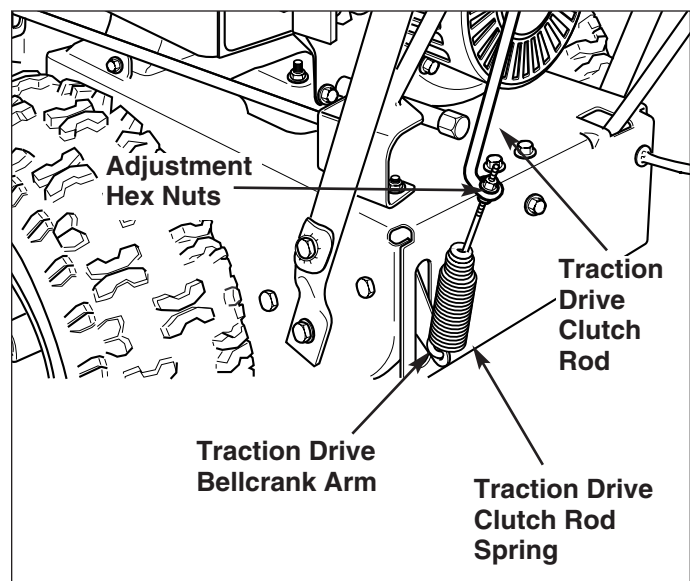 Adjustment
Hex Nuts
Traction
Drive
Clutch
Rod
Traction Drive
Bellcrank Arm
Traction Drive
Clutch Rod
Spring